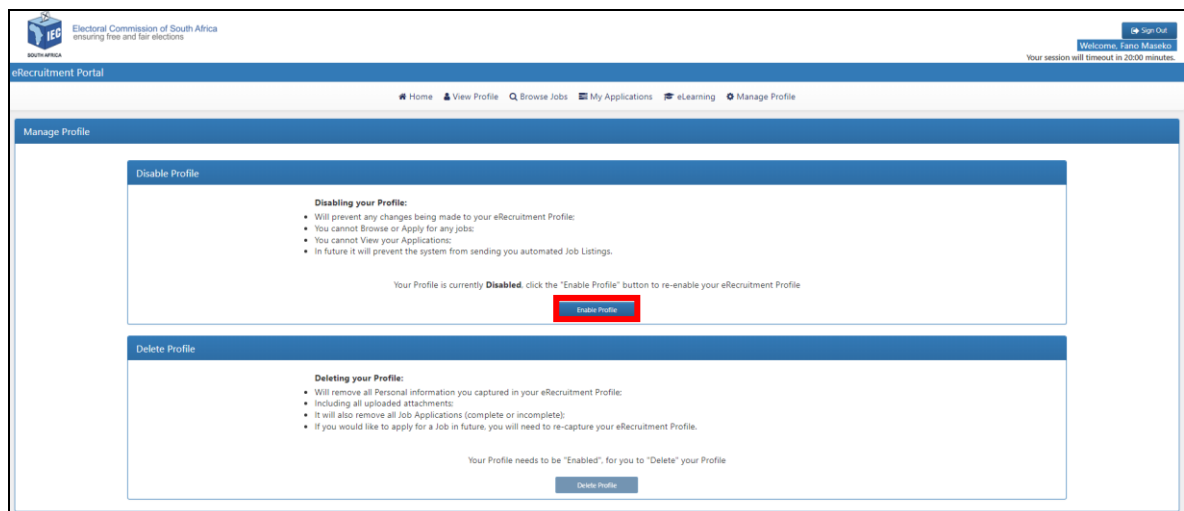 IEC
SOUTH AFRICA
Electoral Commission of South Africa
ensuring free and fair elections
Sign Out
Welcome, Fano Maseko
Your session will timeout in 20:00 minutes.
eRecruitment Portal
Home View Profile Browse Jobs My Applications eLearning Manage Profile
Manage Profile
Disable Profile
Disabling your Profile:
Will prevent any changes being made to your eRecruitment Profile;
You cannot Browse or Apply for any jobs;
You cannot View your Applications;
In future it will prevent the system from sending you automated Job Listings.
Your Profile is currently Disabled, click the "Enable Profile" button to re-enable your eRecruitment Profile
Enable Profile
Delete Profile
Deleting your Profile:
Will remove all Personal information you captured in your eRecruitment Profile;
Including all uploaded attachments;
It will also remove all Job Applications (complete or incomplete);
If you would like to apply for a Job in future, you will need to re-capture your eRecruitment Profile.
Your Profile needs to be "Enabled", for you to "Delete" your Profile
Delete Profile